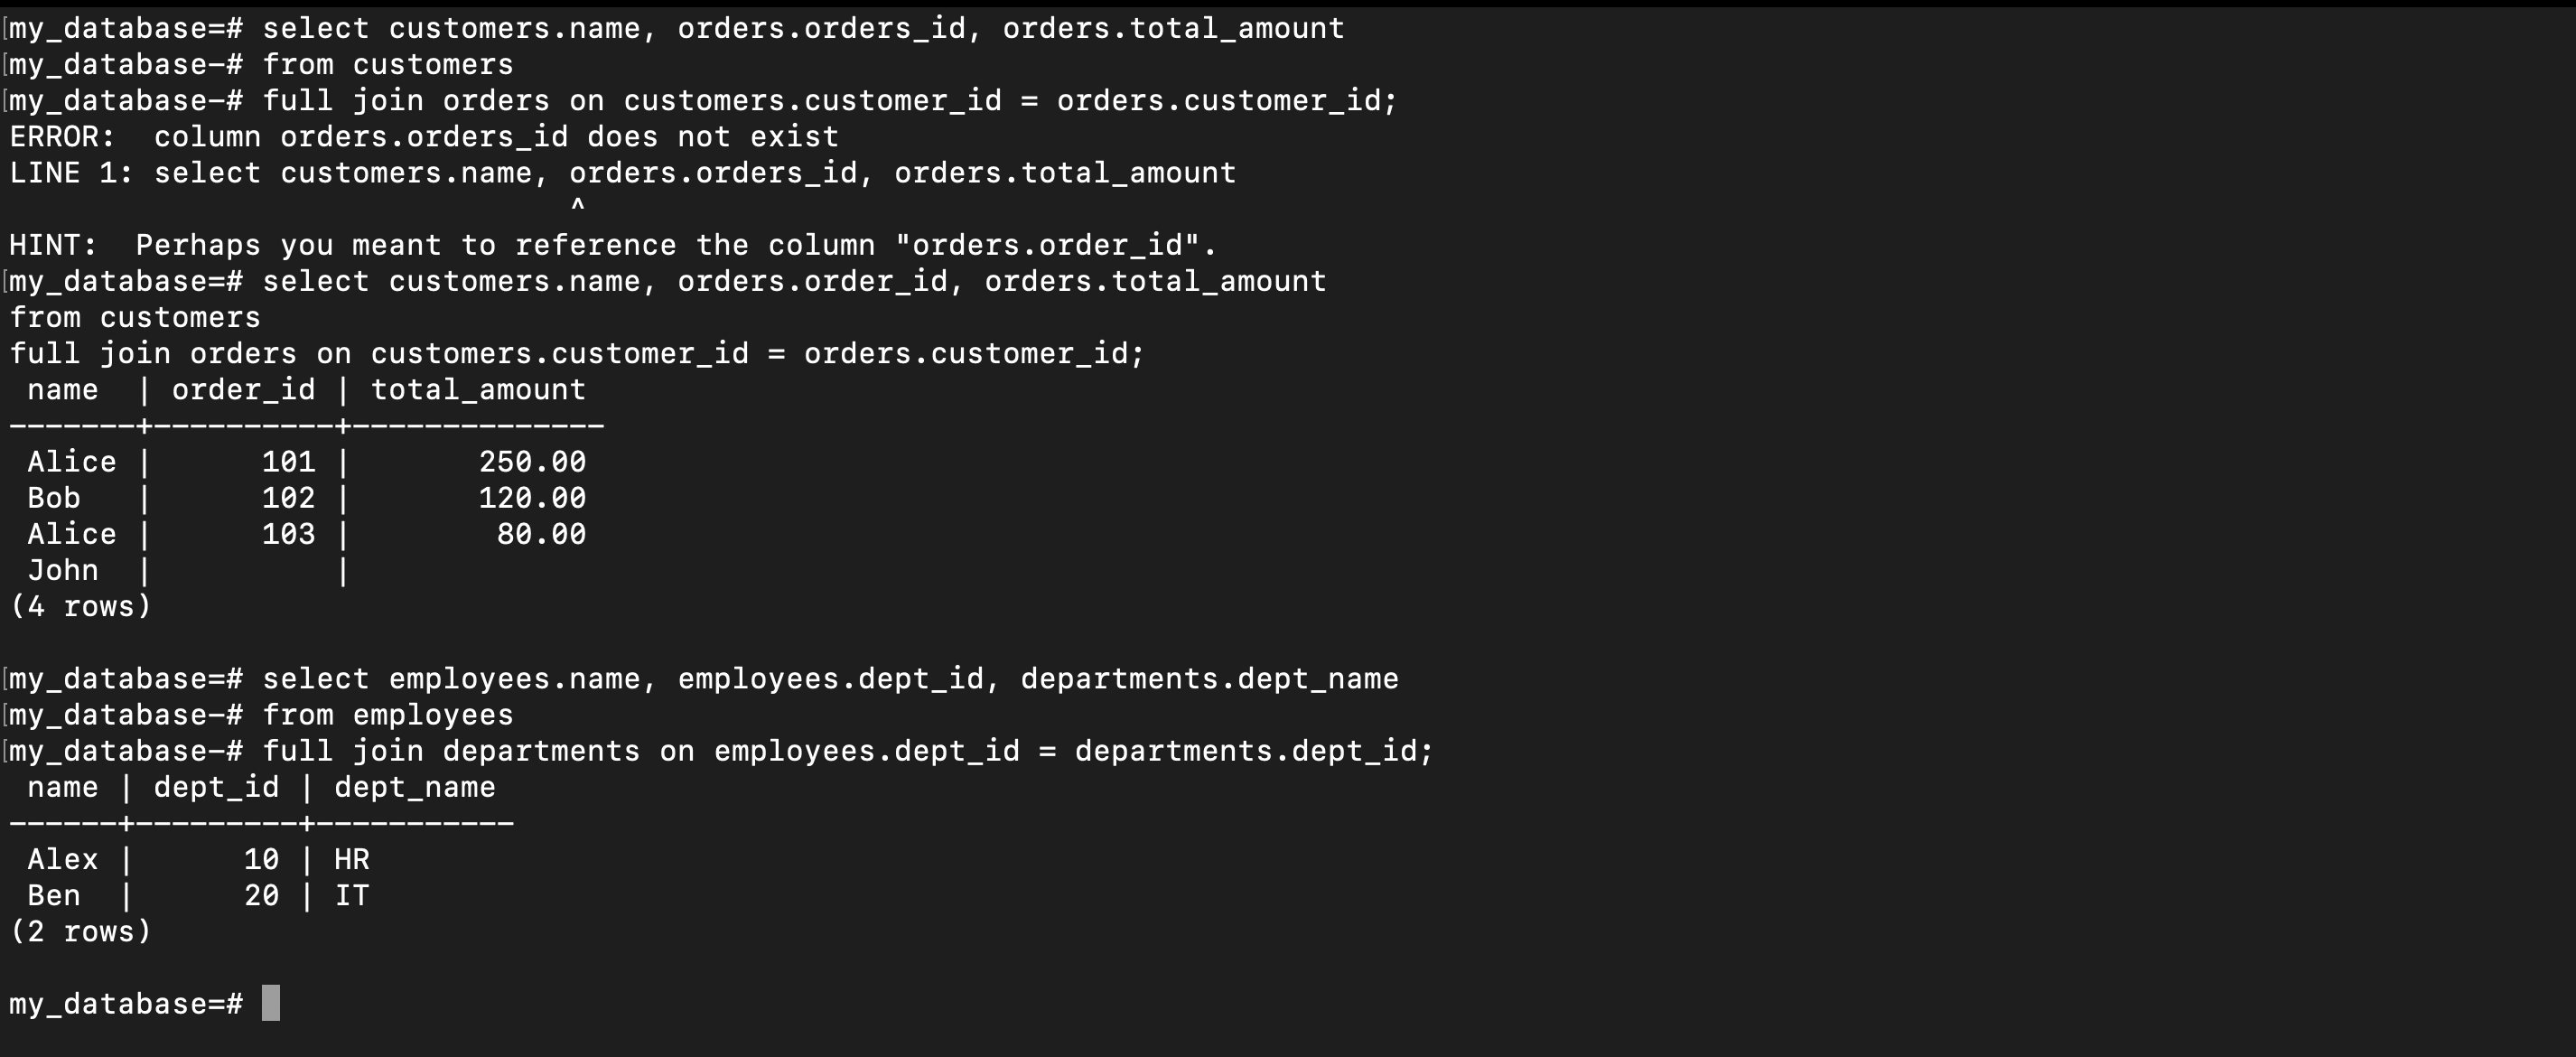 [my_database=# select customers.name, orders.orders_id, orders.total_amount
[my_database-# from customers
[my_database-# full join orders on customers.customer_id = orders.customer_id;
ERROR:  column orders.orders_id does not exist
LINE 1: select customers.name, orders.orders_id, orders.total_amount
                               ^
HINT:  Perhaps you meant to reference the column "orders.order_id".
[my_database=# select customers.name, orders.order_id, orders.total_amount
from customers
full join orders on customers.customer_id = orders.customer_id;
 name  | order_id | total_amount
-------+----------+--------------
 Alice |      101 |       250.00
 Bob   |      102 |       120.00
 Alice |      103 |        80.00
 John  |          |
(4 rows)

[my_database=# select employees.name, employees.dept_id, departments.dept_name
[my_database-# from employees
[my_database-# full join departments on employees.dept_id = departments.dept_id;
 name | dept_id | dept_name
------+---------+-----------
 Alex |      10 | HR
 Ben  |      20 | IT
(2 rows)

my_database=#